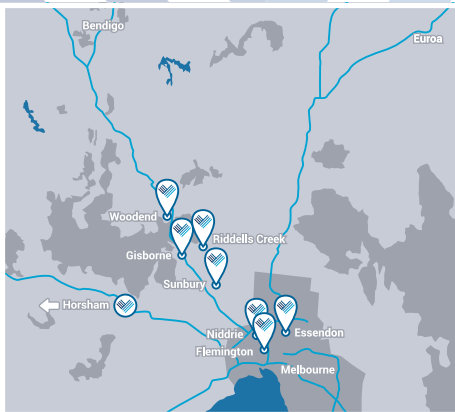 Bendigo
Euroa
Woodend
Riddells Creek
Gisborne
Sunbury
Horsham
Niddrie
Essendon
Flemington
Melbourne